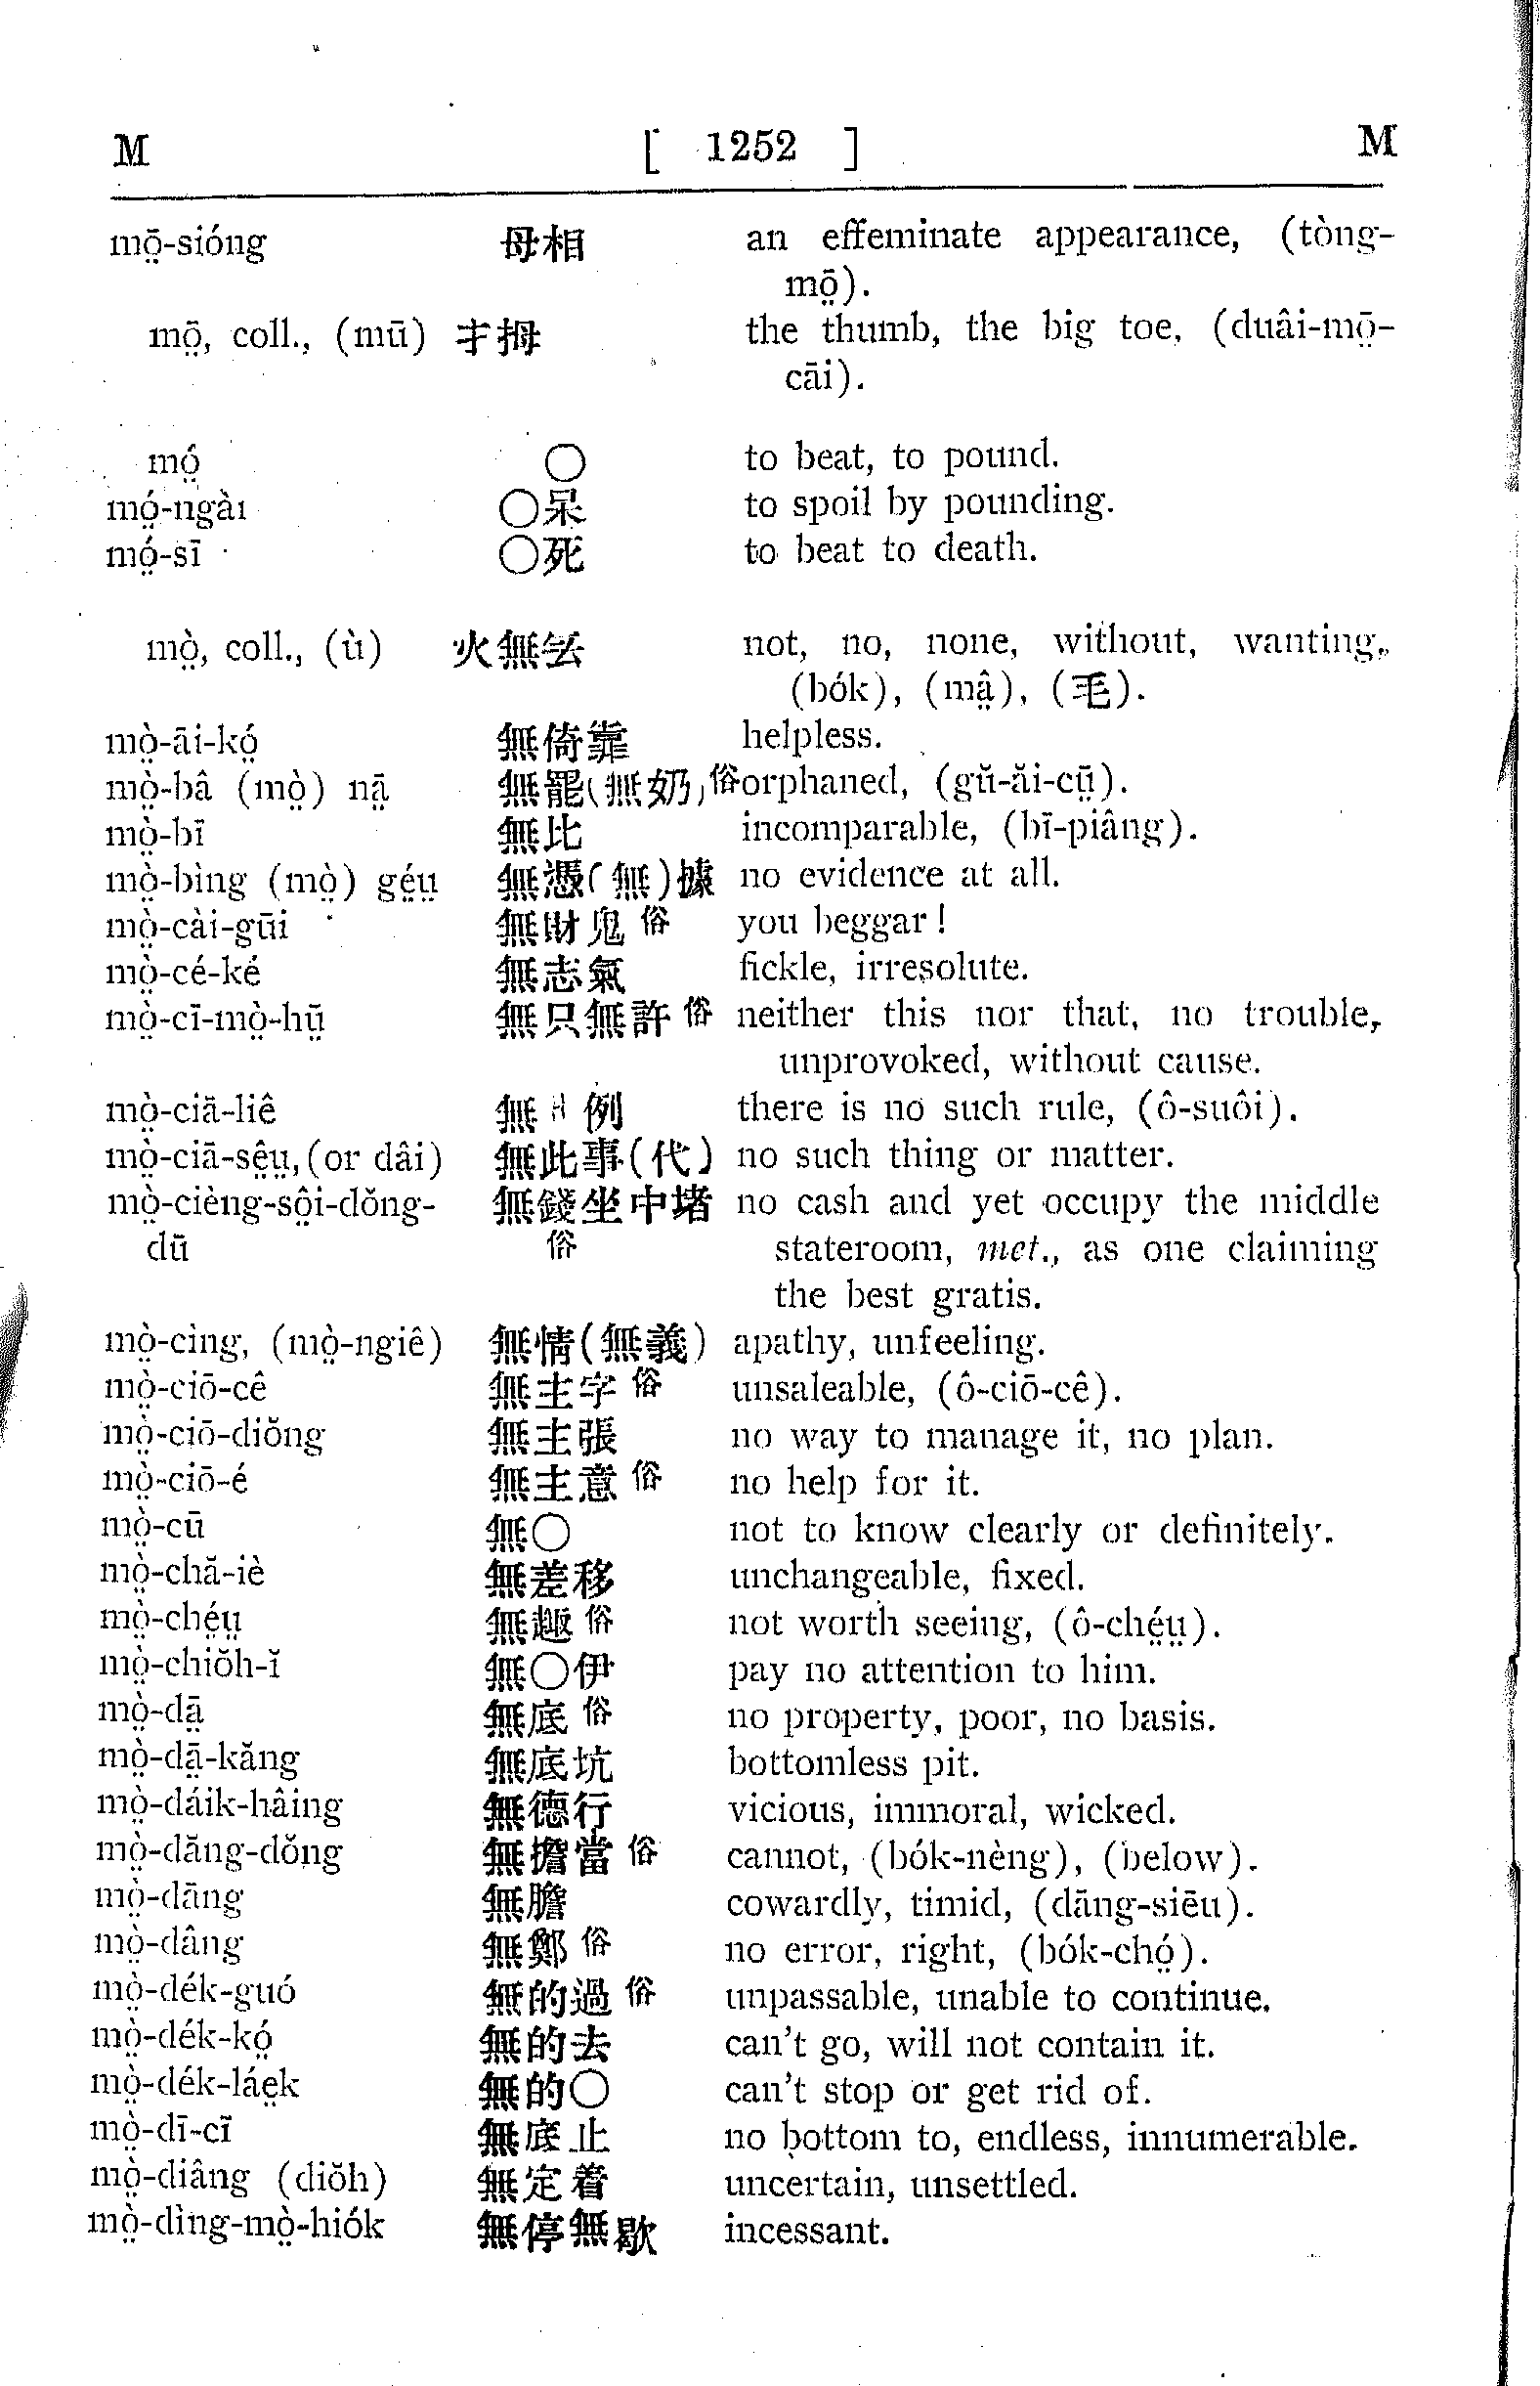 M [ 1252 ] M
mō̤-sióng 母相 an effeminate appearance, (tòng-
mō̤).
mō̤, coll., (mū) 扌拇 the thumb, the big toe, (duâi-mō̤-
cāi).
mó̤ ○ to beat, to pound.
mó̤-ngài ○呆 to spoil by pounding.
mó̤-sī ○死 to beat to death.
mò̤, coll., (ù) 火無 not, no, none, without, wanting,
(bók), (mâ̤), (毛).
mò̤-āi-kó̤ 無倚靠 helpless.
mò̤-bâ (mò̤) nā̤ 無罷(無奶)俗 orphaned, (gŭ-ăi-cṳ̄).
mò̤-bī 無比 incomparable, (bī-piâng).
mò̤-bìng (mò̤) gé̤ṳ 無憑(無)據 no evidence at all.
mò̤-cài-gūi 無財鬼俗 you beggar!
mò̤-cé-ké 無志氣 fickle, irresolute.
mò̤-cī-mò̤-hṳ̄ 無只無許俗 neither this nor that, no trouble,
unprovoked, without cause.
mò̤-ciā-liê 無 例 there is no such rule, (ô-suôi).
mò̤-ciā-sê̤ṳ, (or dâi) 無此事(代) no such thing or matter.
mò̤-cièng-sô̤i-dŏng- 無錢坐中堵 no cash and yet occupy the middle
dū 俗 stateroom, met., as one claiming
the best gratis.
mò̤-cìng, (mò̤-ngiê) 無情(無義) apathy, unfeeling.
mò̤-ciō-cê 無主字俗 unsaleable, (ô-ciō-cê).
mò̤-ciō-diŏng 無主張 no way to manage it, no plan.
mò̤-ciō-é 無主意俗 no help for it.
mò̤-cū 無○ not to know clearly or definitely.
mò̤-chă-iè 無差移 unchangeable, fixed.
mò̤-ché̤ṳ 無趣俗 not worth seeing, (ô-ché̤ṳ).
mò̤-chiŏh-ĭ 無○伊 pay no attention to him.
mò̤-dā̤ 無底俗 no property, poor, no basis.
mò̤-dā̤-kăng 無底坑 bottomless pit.
mò̤-dáik-hâing 無德行 vicious, immoral, wicked.
mò̤-dăng-dŏng 無擔當俗 cannot, (bók-nèng), (below).
mò̤-dāng 無膽 cowardly, timid, (dāng-siēu).
mò̤-dâng 無鄭俗 no error, right, (bók-chó̤).
mò̤-dék-guó 無的過俗 unpassable, unable to continue.
mò̤-dék-kó̤ 無的去 can't go, will not contain it.
mò̤-dék-láe̤k 無的○ can't stop or get rid of.
mò̤-dī-cī 無底止 no bottom to, endless, innumerable.
mò̤-diâng (diŏh) 無定着 uncertain, unsettled.
mò̤-dìng-mò̤-hiók 無停無歇 incessant.